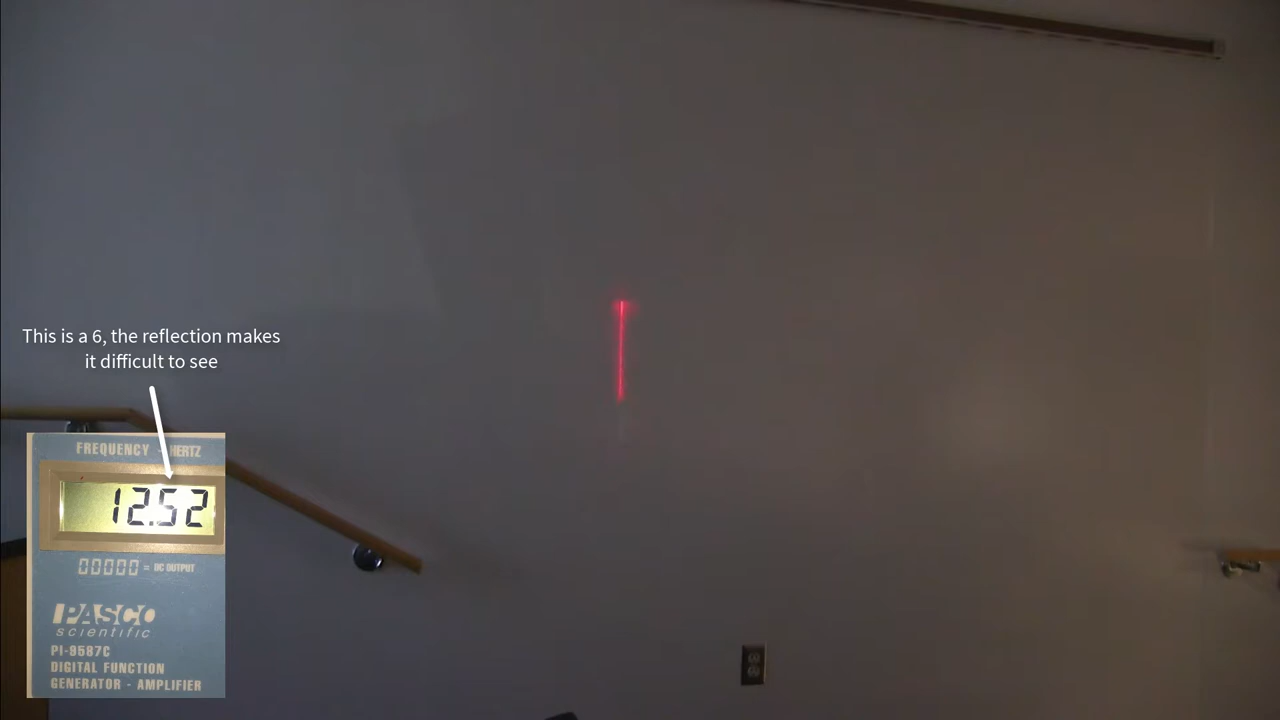 This is a 6, the reflection makes
it difficult to see
FREQUENCY - HERTZ
12.52
00000 = DC OUTPUT
PASCO
scientific
PI-9587C
DIGITAL FUNCTION
GENERATOR - AMPLIFIER